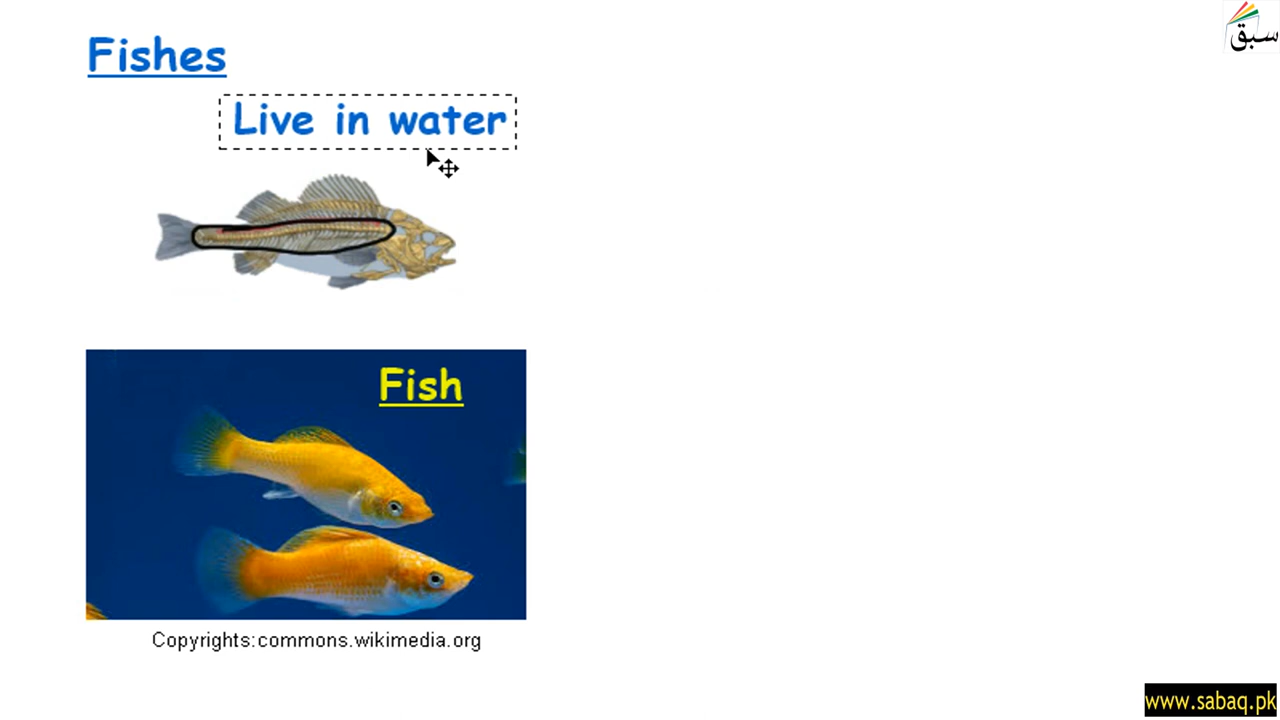 سبق
Fishes
Live in water
Fish
Copyrights:commons.wikimedia.org
www.sabaq.pk